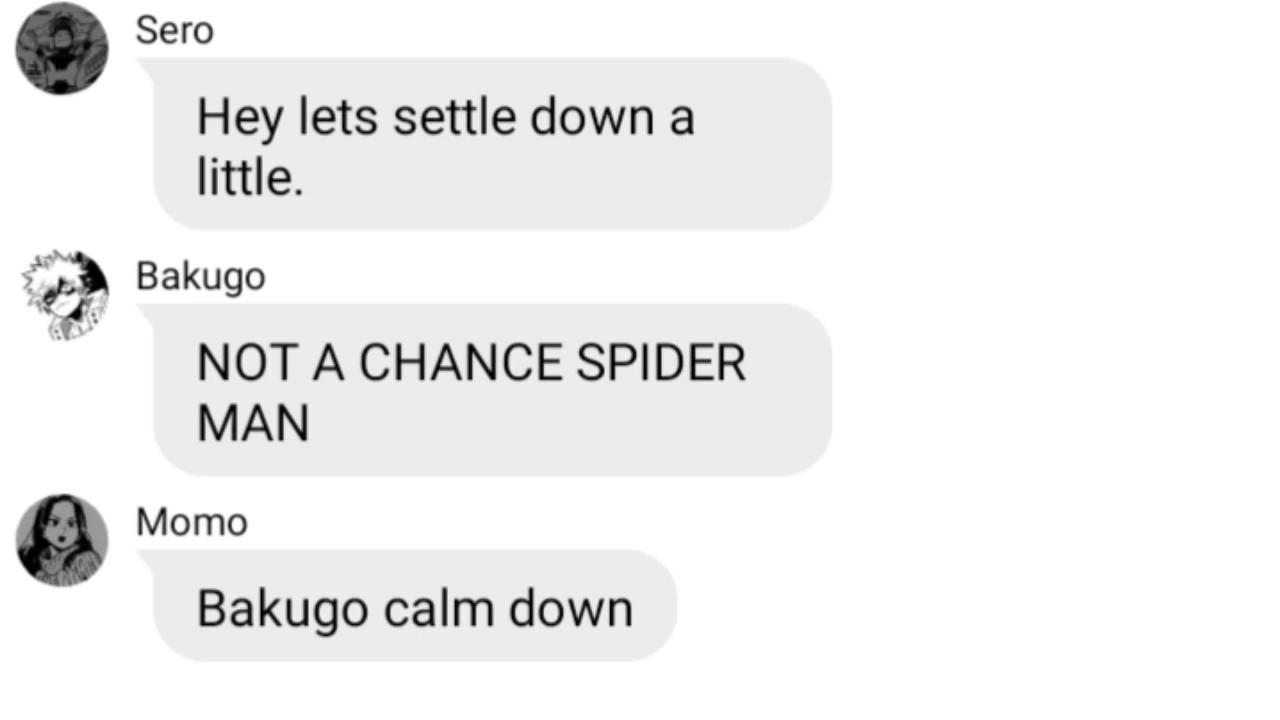 Sero
Hey lets settle down a
little.
Bakugo
NOT A CHANCE SPIDER
MAN
Momo
Bakugo calm down